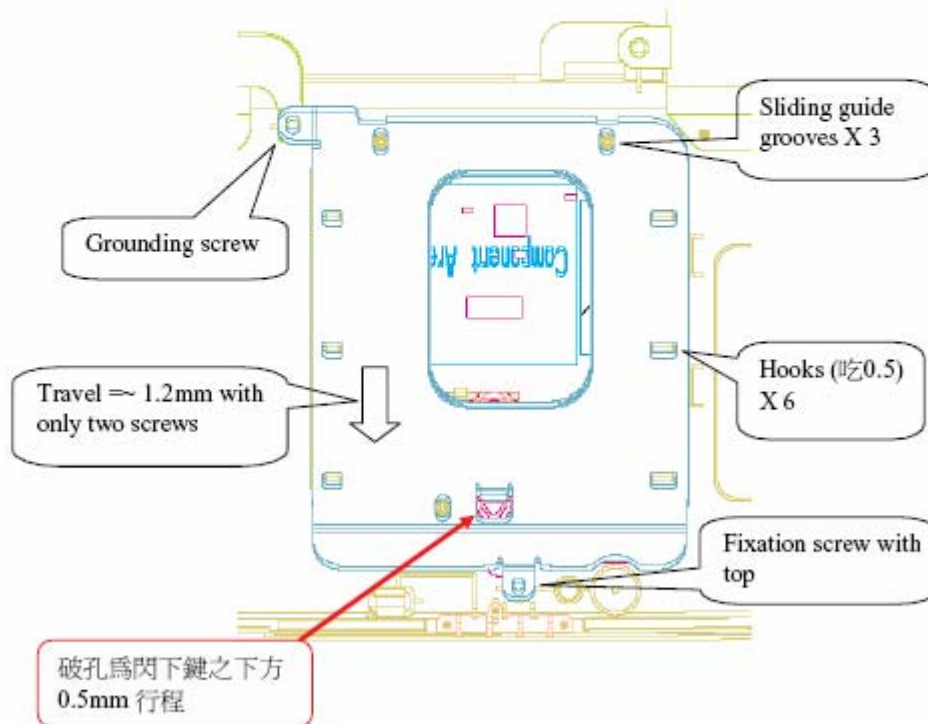 Sliding guide
grooves X 3
Grounding screw
Component Are
Travel =~ 1.2mm with
only two screws
Hooks (吃0.5)
X 6
Fixation screw with
top
破孔爲閃下鍵之下方
0.5mm 行程